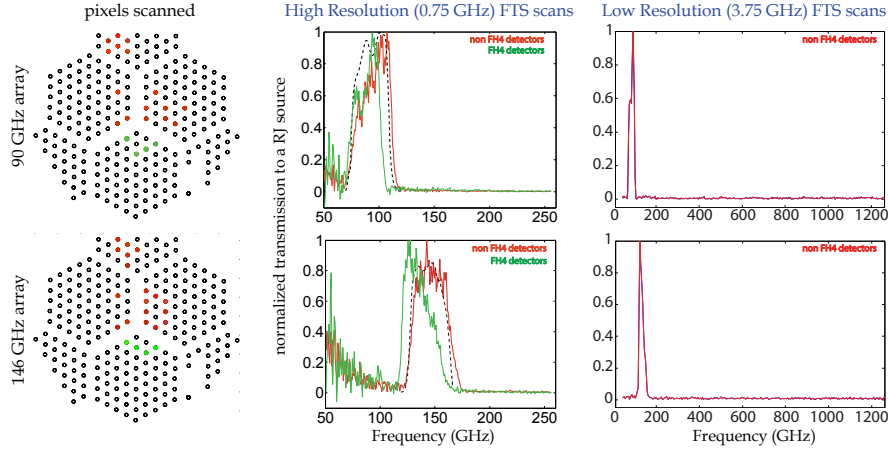 pixels scanned
High Resolution (0.75 GHz) FTS scans
Low Resolution (3.75 GHz) FTS scans
90 GHz array
146 GHz array
normalized transmission to a RJ source
non FH4 detectors
FH4 detectors
1
0.8
0.6
0.4
0.2
0
50 100 150 200 250
non FH4 detectors
1
0.8
0.6
0.4
0.2
0
0 200 400 600 800 1000 1200
non FH4 detectors
FH4 detectors
1
0.8
0.6
0.4
0.2
0
50 100 150 200 250
Frequency (GHz)
non FH4 detectors
1
0.8
0.6
0.4
0.2
0
0 200 400 600 800 1000 1200
Frequency (GHz)